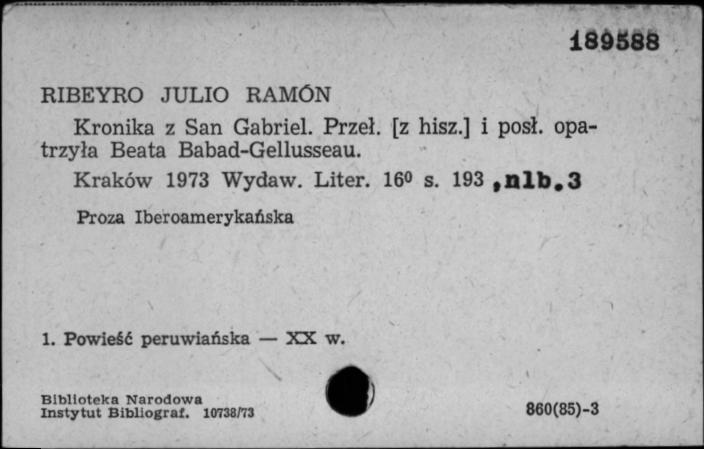 189588
RIBEYRO JULIO RAMÓN
Kronika z San Gabriel. Przeł. [z hisz.] i posł. opa-
trzyła Beata Babad-Gellusseau.
Kraków 1973 Wydaw. Liter. 16⁰ s. 193 ,nlb.3
Proza Iberoamerykańska
1. Powieść peruwiańska — XX w.
Biblioteka Narodowa
Instytut Bibliograf. 10738/73
860(85)-3